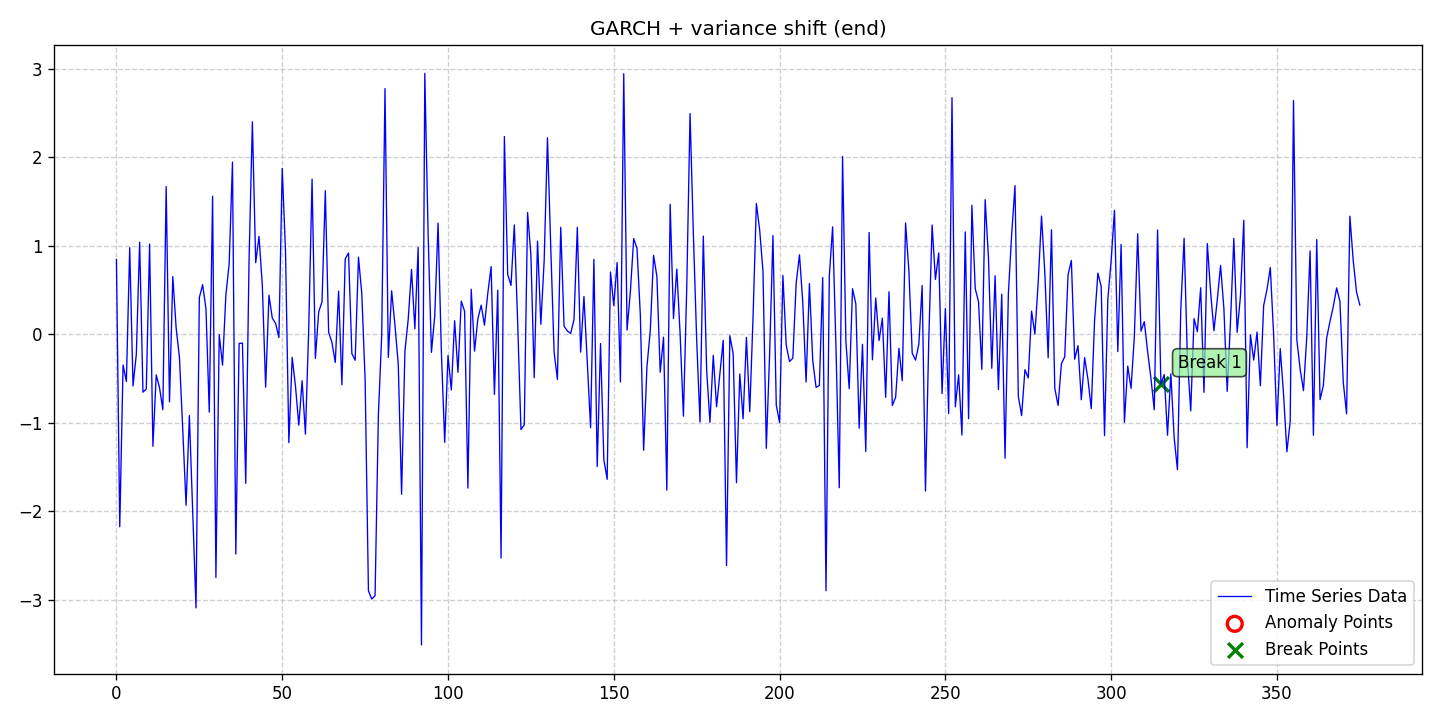 GARCH + variance shift (end)
3
2
1
0
−1
−2
−3
Break 1
Time Series Data
Anomaly Points
Break Points
0 50 100 150 200 250 300 350